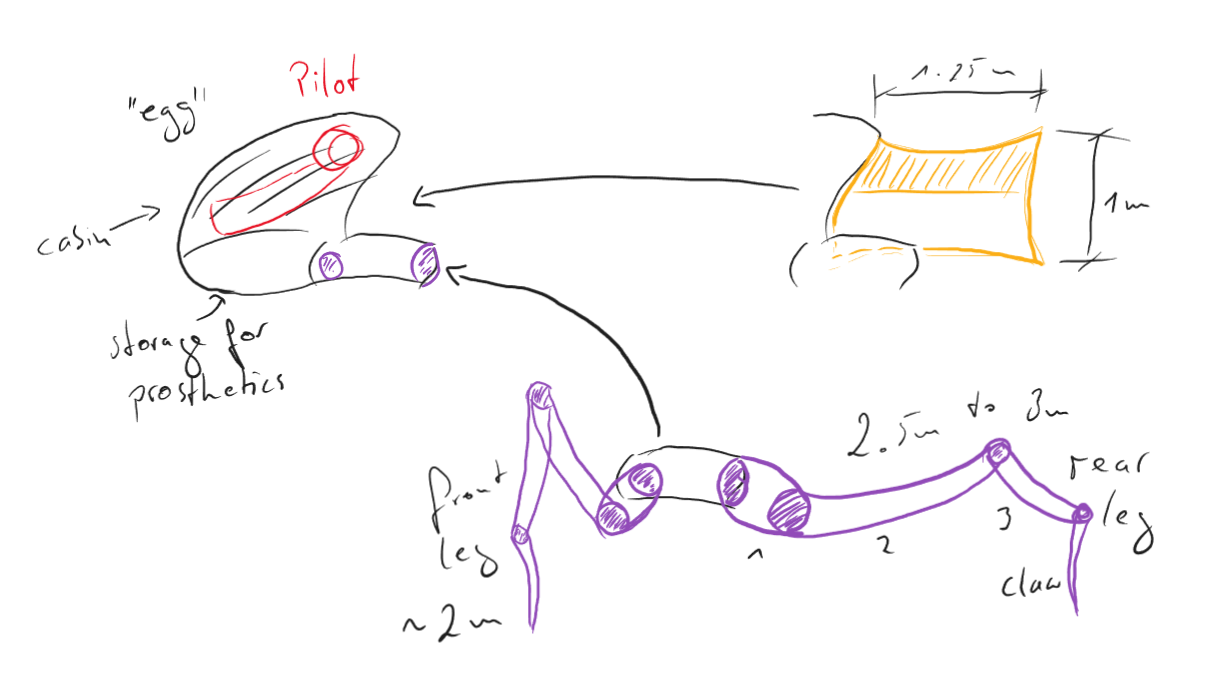 Pilot
"egg"
1.25m
1m
cabin
storage for
prosthetics
2.5m to 3m
front
leg
~2m
rear
leg
1
2
3
claw